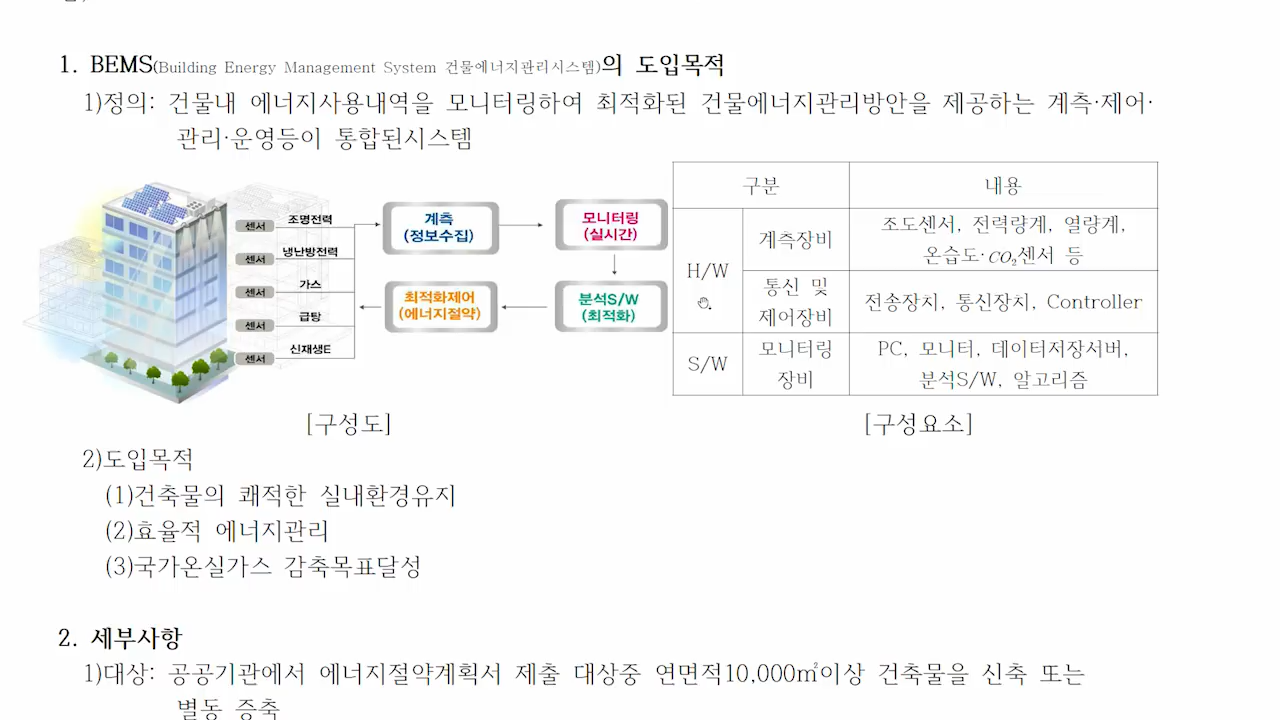 1. BEMS(Building Energy Management System 건물에너지관리시스템)의 도입목적
1)정의: 건물내 에너지사용내역을 모니터링하여 최적화된 건물에너지관리방안을 제공하는 계측·제어·
관리·운영등이 통합된시스템
센서 조명전력
센서 냉난방전력
센서 가스
센서 급탕
센서 신재생E
계측
(정보수집)
모니터링
(실시간)
최적화제어
(에너지절약)
분석S/W
(최적화)
[구성도]
구분 내용
H/W 계측장비 조도센서, 전력량계, 열량계,
온습도·CO₂센서 등
통신 및
제어장비 전송장치, 통신장치, Controller
S/W 모니터링
장비 PC, 모니터, 데이터저장서버,
분석S/W, 알고리즘
[구성요소]
2)도입목적
(1)건축물의 쾌적한 실내환경유지
(2)효율적 에너지관리
(3)국가온실가스 감축목표달성
2. 세부사항
1)대상: 공공기관에서 에너지절약계획서 제출 대상중 연면적10,000㎡이상 건축물을 신축 또는
별동 증축